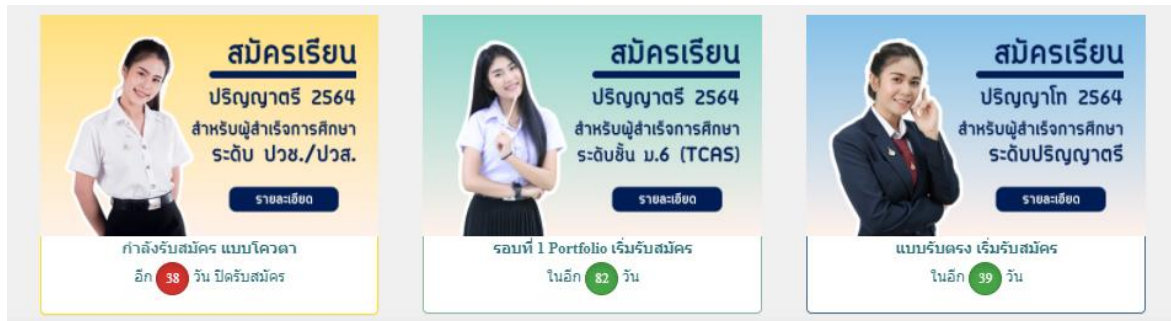 สมัครเรียน
ปริญญาตรี 2564
สำหรับผู้สำเร็จการศึกษา
ระดับ ปวช./ปวส.
รายละเอียด
กำลังรับสมัคร แบบโควตา
อีก 38 วัน ปิดรับสมัคร
สมัครเรียน
ปริญญาตรี 2564
สำหรับผู้สำเร็จการศึกษา
ระดับชั้น ม.6 (TCAS)
รายละเอียด
รอบที่ 1 Portfolio เริ่มรับสมัคร
ในอีก 82 วัน
สมัครเรียน
ปริญญาโท 2564
สำหรับผู้สำเร็จการศึกษา
ระดับปริญญาตรี
รายละเอียด
แบบรับตรง เริ่มรับสมัคร
ในอีก 39 วัน